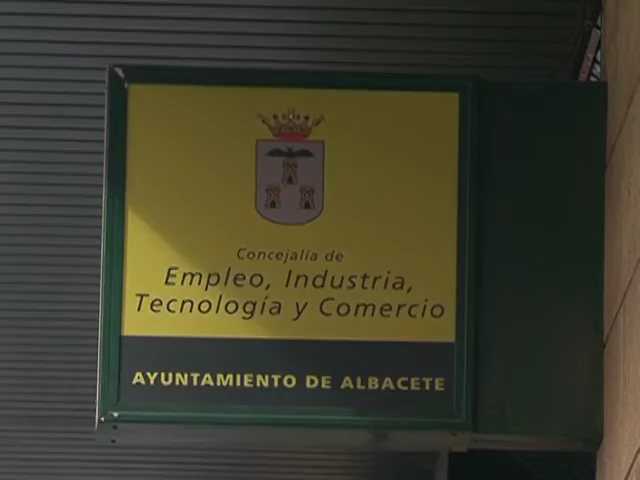 Concejalía de
Empleo, Industria,
Tecnología y Comercio
AYUNTAMIENTO DE ALBACETE